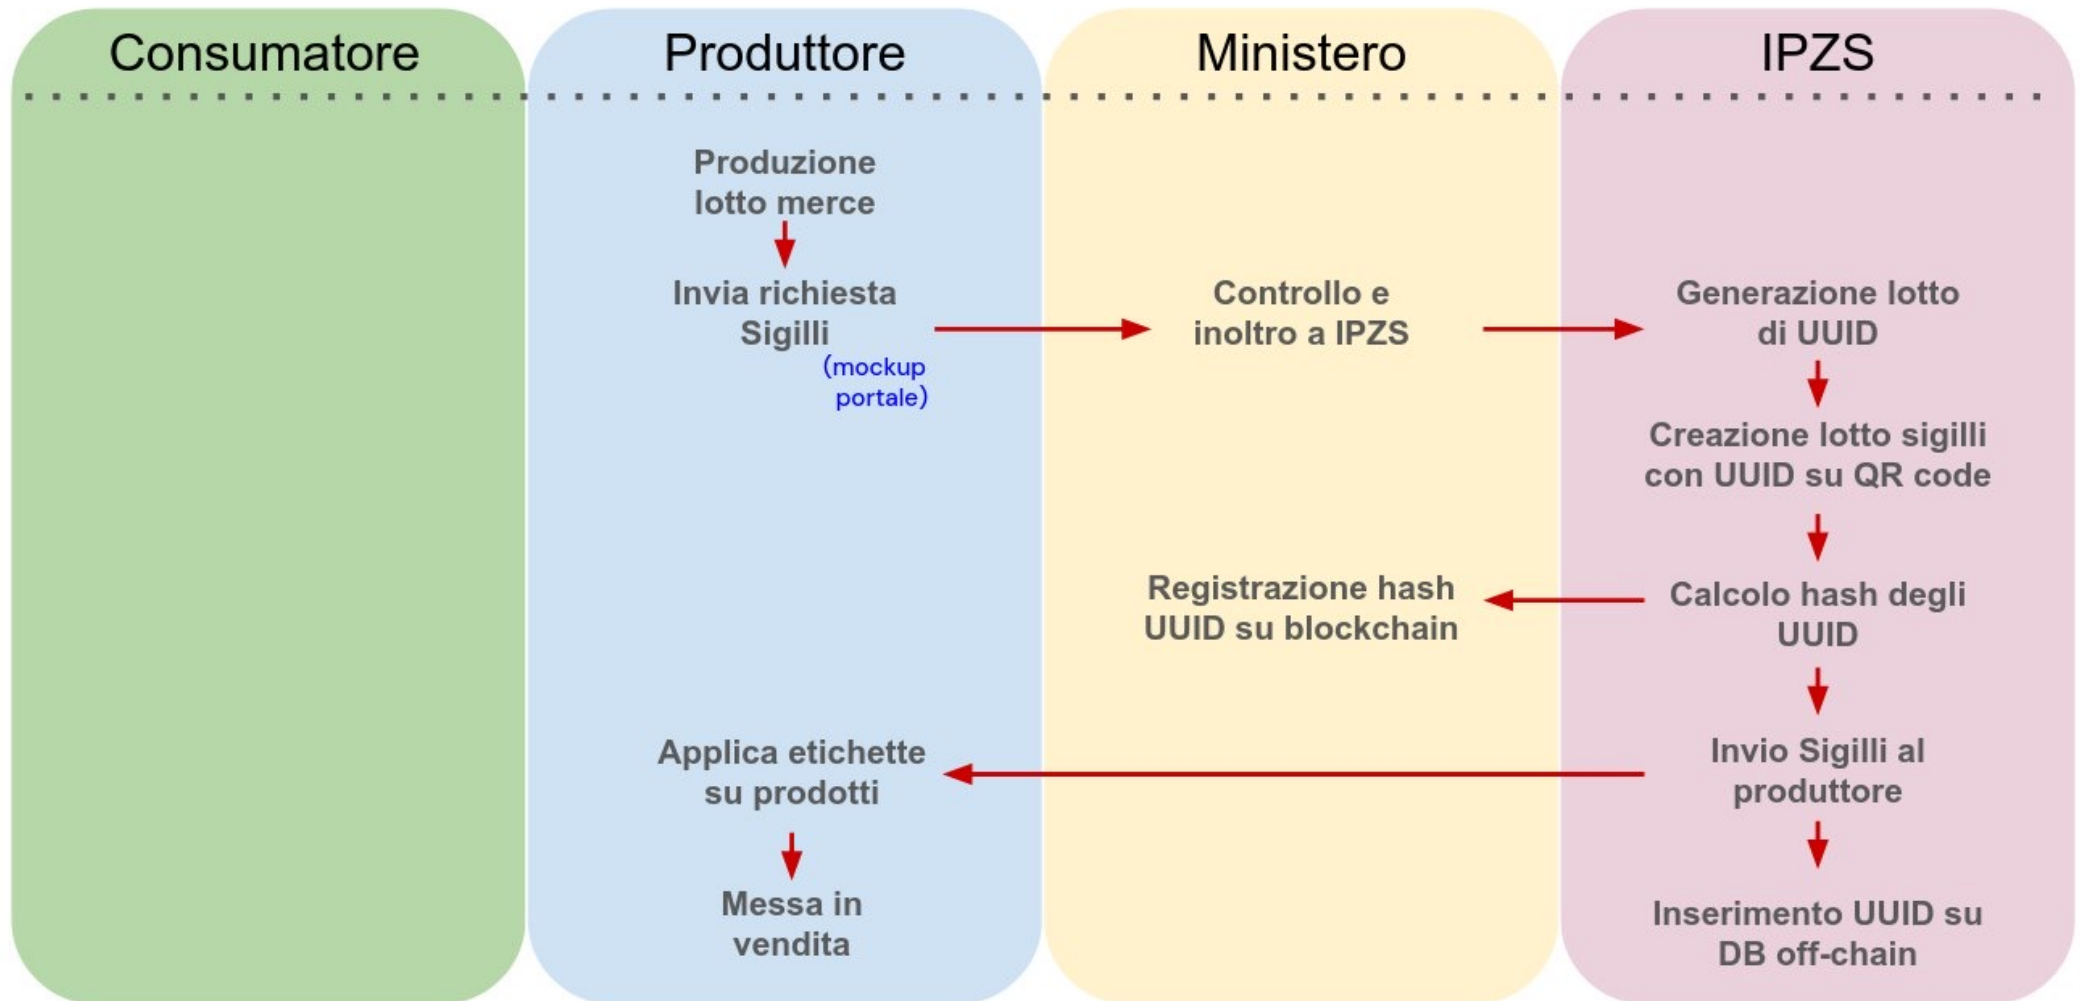 Consumatore
Produttore
Ministero
IPZS
Produzione
lotto merce
Invia richiesta
Sigilli
(mockup
portale)
Controllo e
inoltro a IPZS
Generazione lotto
di UUID
Creazione lotto sigilli
con UUID su QR code
Registrazione hash
UUID su blockchain
Calcolo hash degli
UUID
Applica etichette
su prodotti
Invio Sigilli al
produttore
Messa in
vendita
Inserimento UUID su
DB off-chain